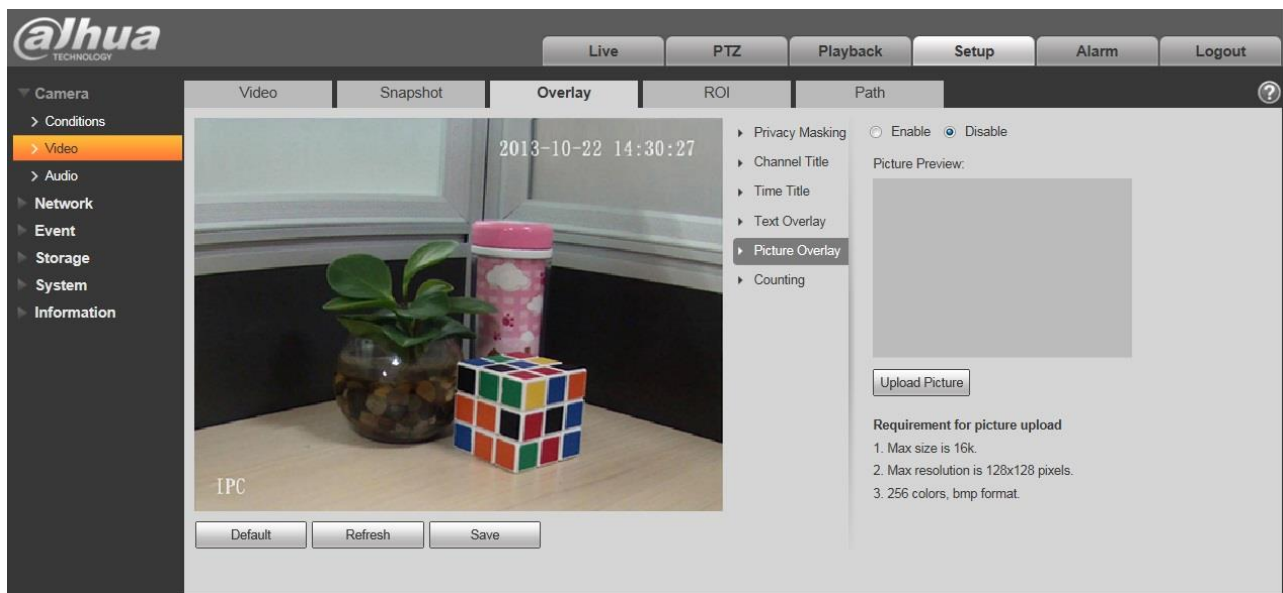 alhua
TECHNOLOGY
Live
PTZ
Playback
Setup
Alarm
Logout
Camera
Conditions
Video
Audio
Network
Event
Storage
System
Information
Video
Snapshot
Overlay
ROI
Path
?
2013-10-22 14:30:27
IPC
Privacy Masking
Channel Title
Time Title
Text Overlay
Picture Overlay
Counting
Enable
Disable
Picture Preview:
Upload Picture
Requirement for picture upload
1. Max size is 16k.
2. Max resolution is 128x128 pixels.
3. 256 colors, bmp format.
Default
Refresh
Save